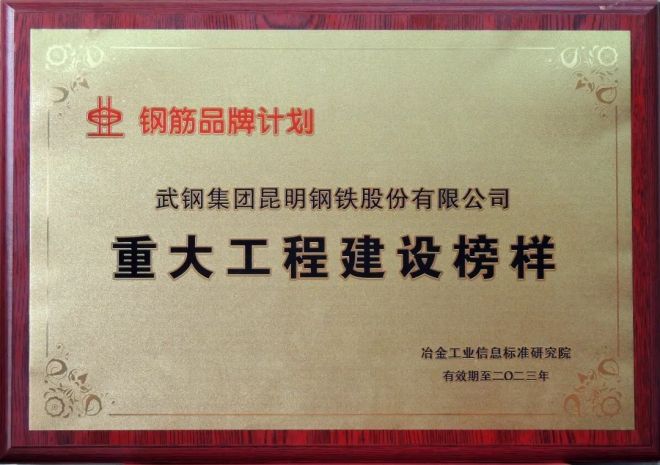 钢筋品牌计划
武钢集团昆明钢铁股份有限公司
重大工程建设榜样
冶金工业信息标准研究院
有效期至二〇二三年